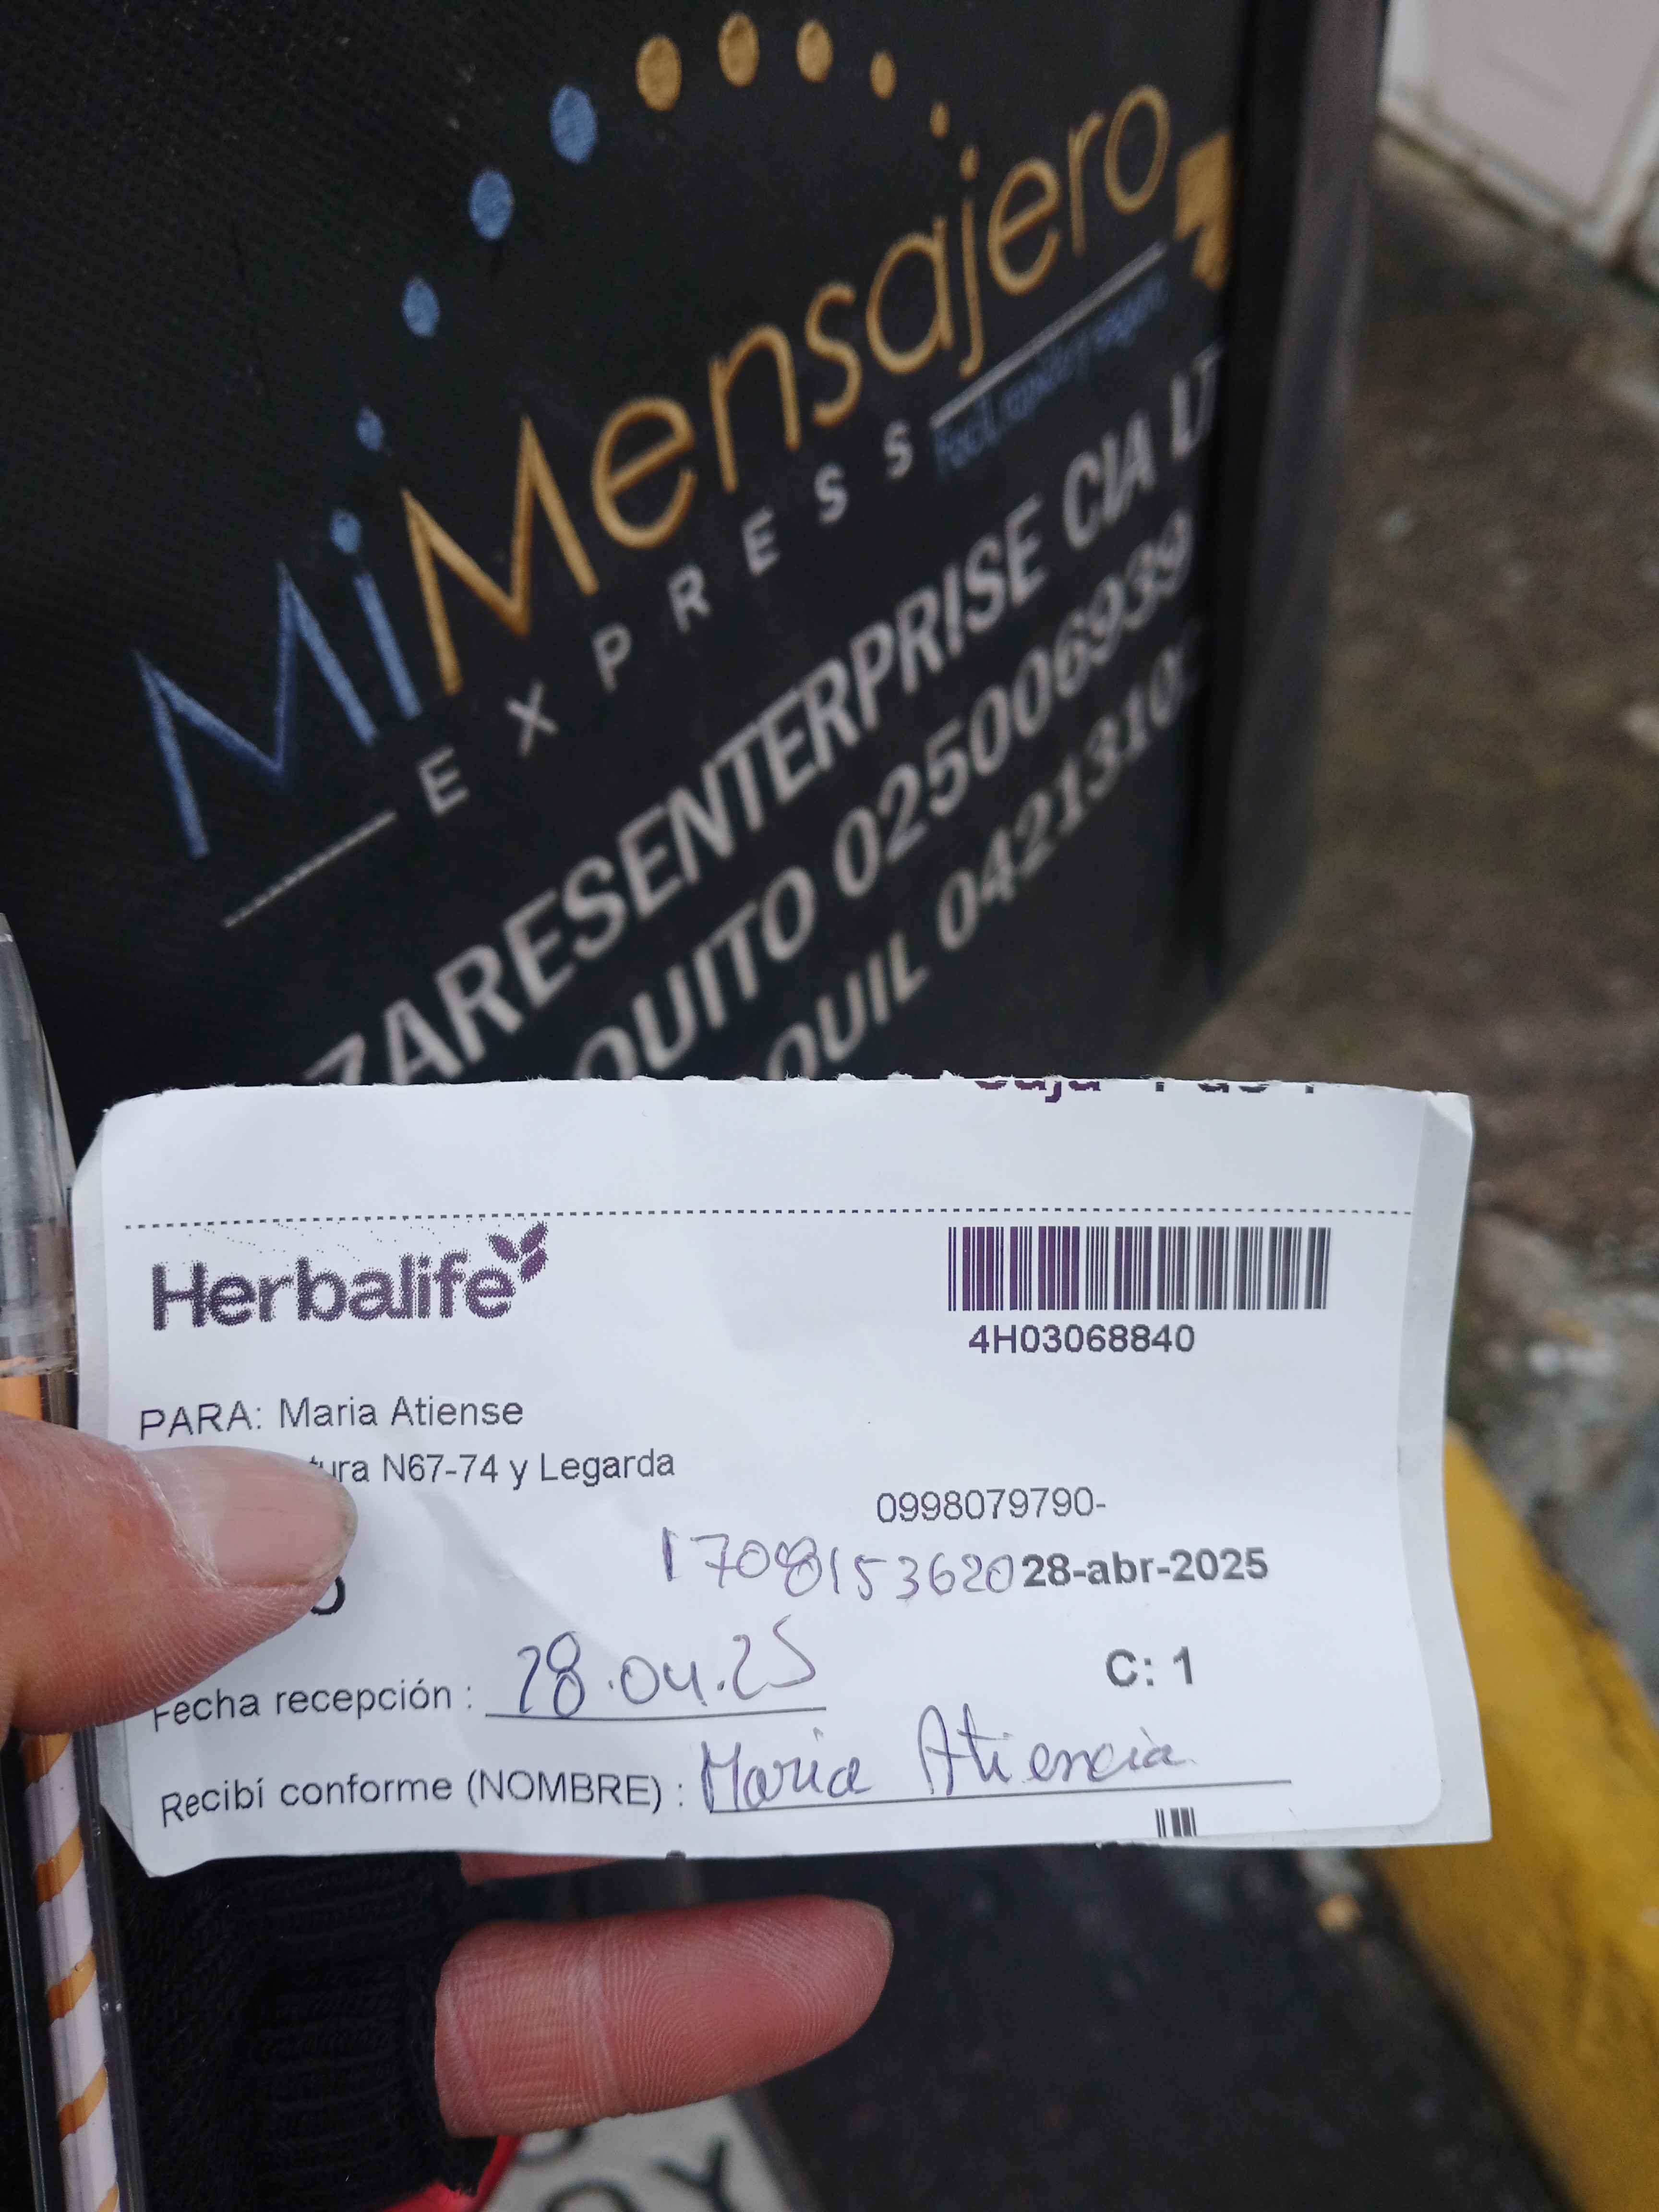 MiMensajero
EXPRESS
ZARESENTERPRISE CIA LT
QUITO 025006939
QUIL 0421310
Herbalife
4H03068840
PARA: Maria Atiense
tura N67-74 y Legarda
0998079790-
1708153620 28-abr-2025
O
Fecha recepción : 28.04.25
C: 1
Recibí conforme (NOMBRE) : Maria Atiencia